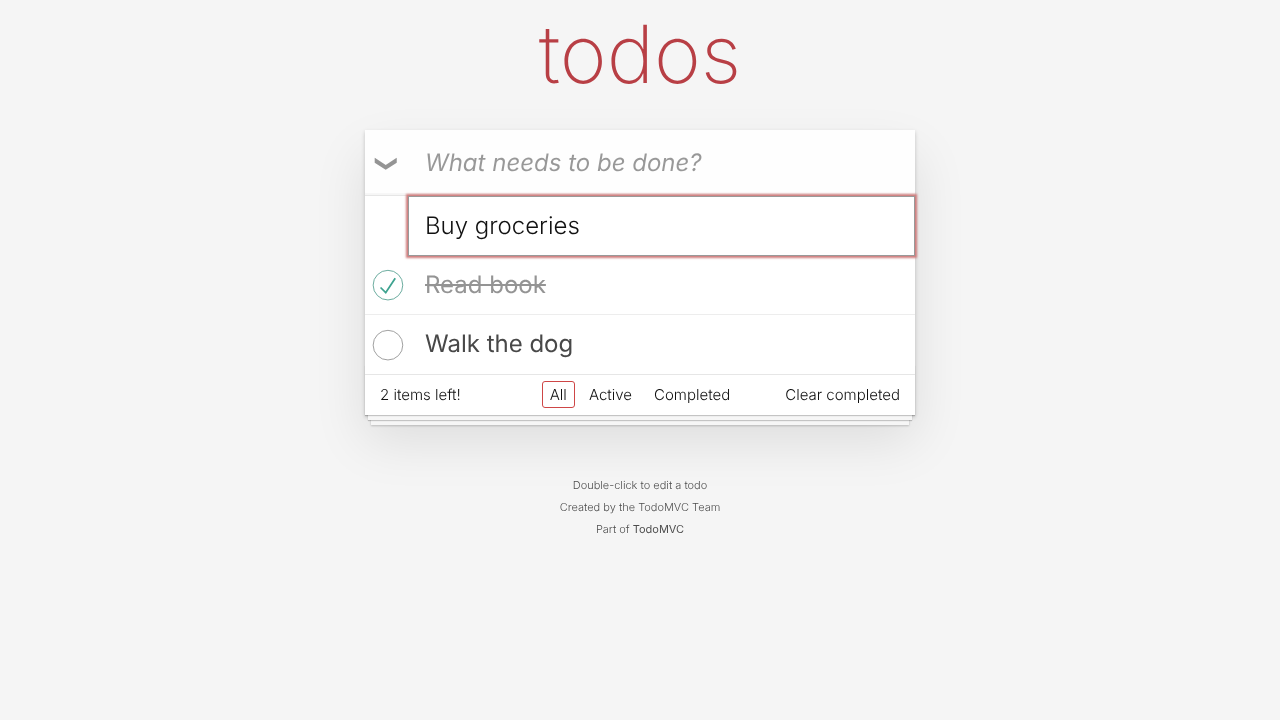 todos
What needs to be done?
Buy groceries
Read book
Walk the dog
2 items left! All Active Completed Clear completed
Double-click to edit a todo
Created by the TodoMVC Team
Part of TodoMVC